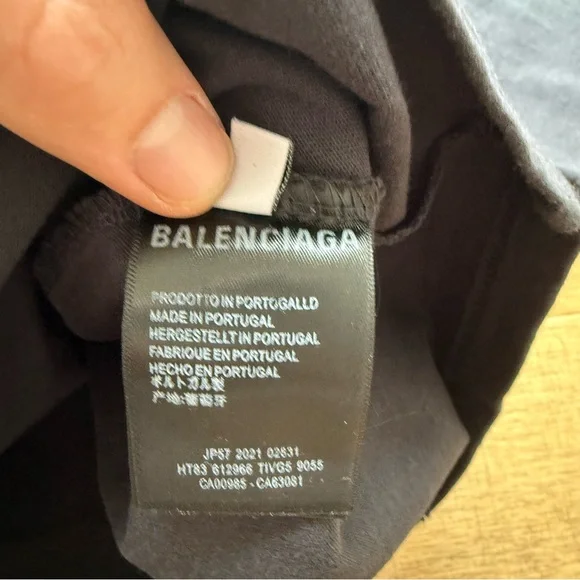 BALENCIAGA
PRODOTTO IN PORTOGALLO
MADE IN PORTUGAL
HERGESTELLT IN PORTUGAL
FABRIQUE EN PORTUGAL
HECHO EN PORTUGAL
ポルトガル製
产地:葡萄牙
JP57 2021 02631
HT83 612966 TIVG5 9055
CA00985 - CA63081